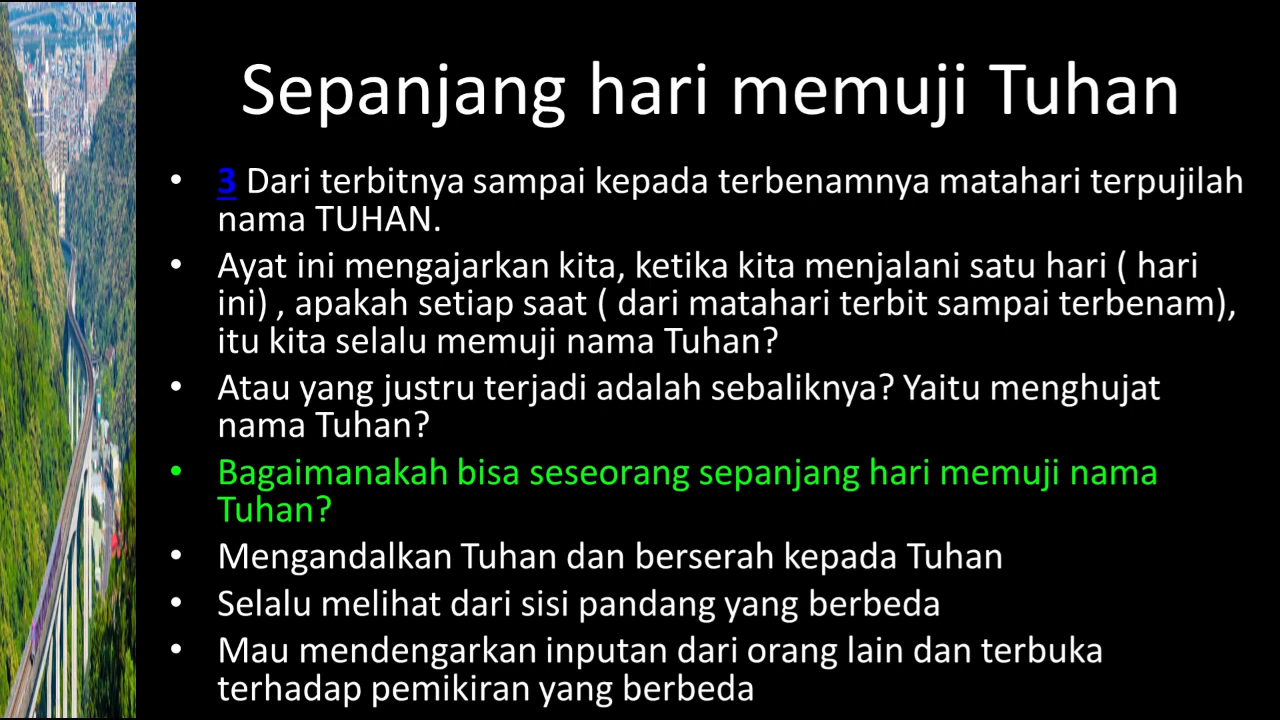 Sepanjang hari memuji Tuhan
• 3 Dari terbitnya sampai kepada terbenamnya matahari terpujilah
nama TUHAN.
• Ayat ini mengajarkan kita, ketika kita menjalani satu hari ( hari
ini) , apakah setiap saat ( dari matahari terbit sampai terbenam),
itu kita selalu memuji nama Tuhan?
• Atau yang justru terjadi adalah sebaliknya? Yaitu menghujat
nama Tuhan?
• Bagaimanakah bisa seseorang sepanjang hari memuji nama
Tuhan?
• Mengandalkan Tuhan dan berserah kepada Tuhan
• Selalu melihat dari sisi pandang yang berbeda
• Mau mendengarkan inputan dari orang lain dan terbuka
terhadap pemikiran yang berbeda